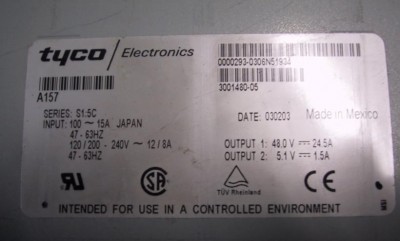 tyco / Electronics
0000293-0306N51934
A157
3001480-05
SERIES: S1:5C
DATE: 030203 Made in Mexico
INPUT: 100 ~ 15A JAPAN
47 - 63HZ
120 / 200 - 240V ~ 12 / 8A
47 - 63HZ
OUTPUT 1: 48.0 V ⎓ 24.5A
OUTPUT 2: 5.1 V ⎓ 1.5A
TÜV Rheinland
CE
INTENDED FOR USE IN A CONTROLLED ENVIRONMENT